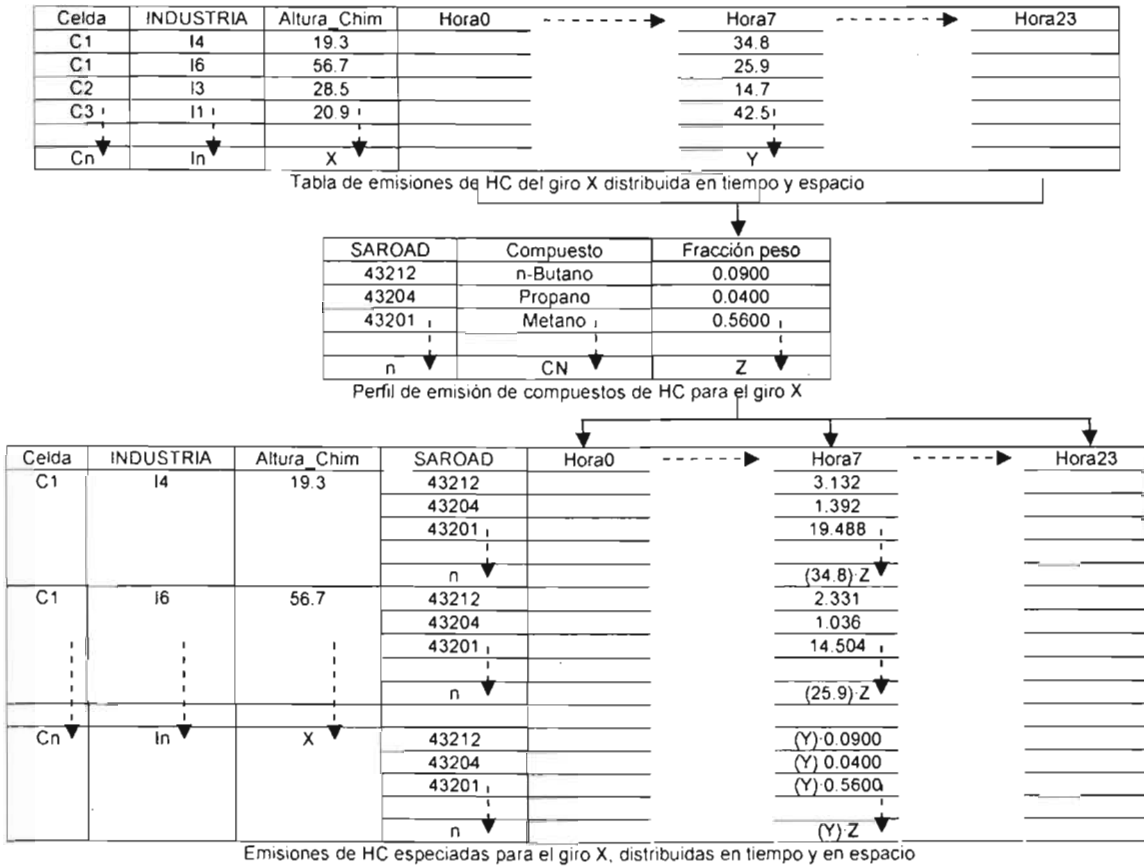 Celda INDUSTRIA Altura_Chim Hora0 Hora7 Hora23
C1 I4 19.3 34.8
C1 I6 56.7 25.9
C2 I3 28.5 14.7
C3 I1 20.9 42.5
Cn In X Y
Tabla de emisiones de HC del giro X distribuida en tiempo y espacio
SAROAD Compuesto Fracción peso
43212 n-Butano 0.0900
43204 Propano 0.0400
43201 Metano 0.5600
n CN Z
Perfil de emisión de compuestos de HC para el giro X
Celda INDUSTRIA Altura_Chim SAROAD Hora0 Hora7 Hora23
C1 I4 19.3 43212 3.132
43204 1.392
43201 19.488
n (34.8)·Z
C1 I6 56.7 43212 2.331
43204 1.036
43201 14.504
n (25.9)·Z
Cn In X 43212 (Y)·0.0900
43204 (Y) 0.0400
43201 (Y)·0.5600
n (Y)·Z
Emisiones de HC especiadas para el giro X, distribuidas en tiempo y en espacio